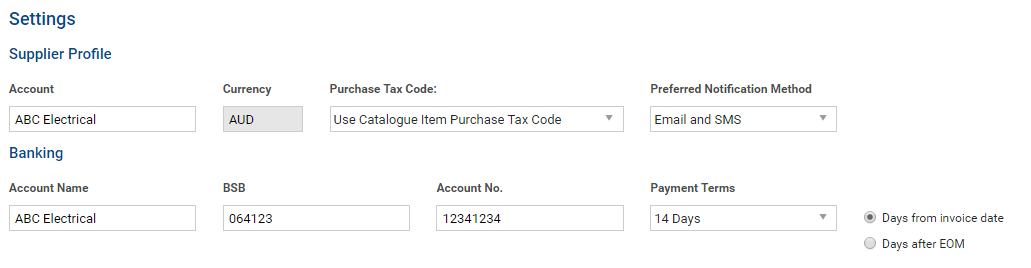 Settings
Supplier Profile
Account Currency Purchase Tax Code: Preferred Notification Method
ABC Electrical AUD Use Catalogue Item Purchase Tax Code Email and SMS
Banking
Account Name BSB Account No. Payment Terms
ABC Electrical 064123 12341234 14 Days Days from invoice date
Days after EOM